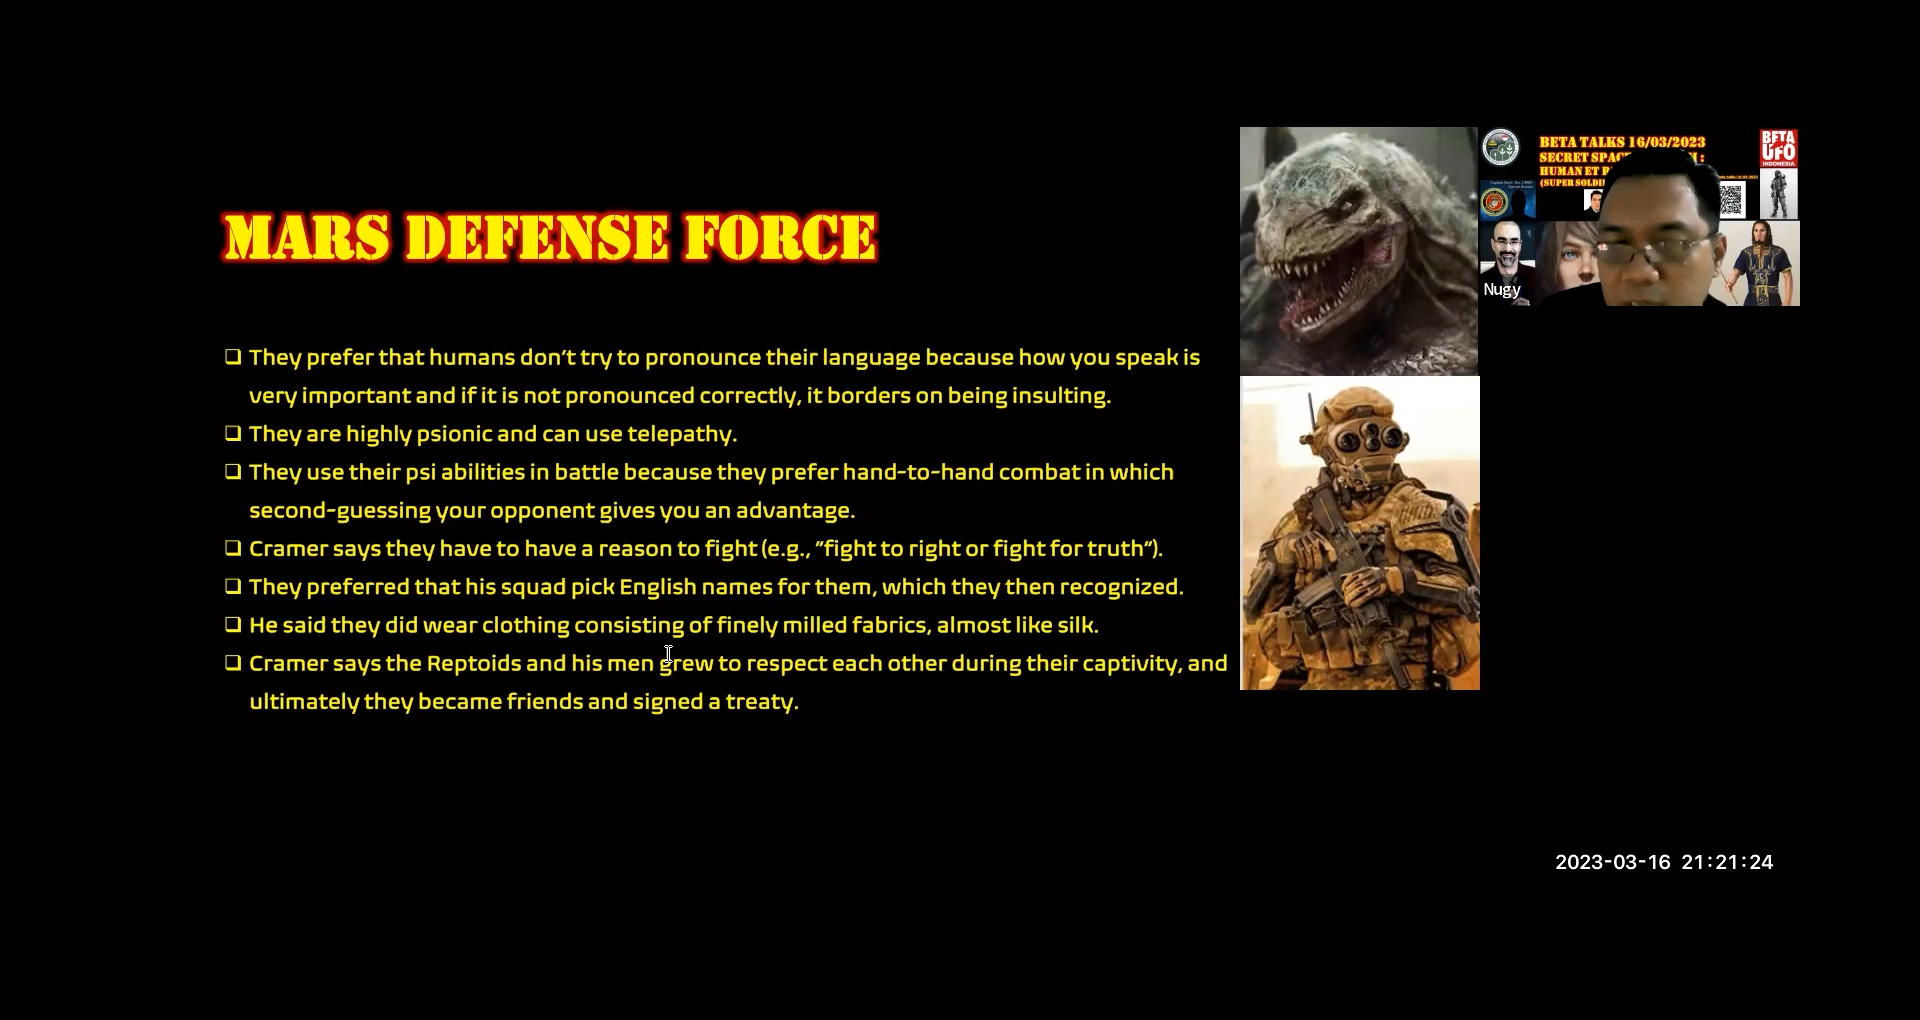 MARS DEFENSE FORCE
❑ They prefer that humans don't try to pronounce their language because how you speak is
very important and if it is not pronounced correctly, it borders on being insulting.
❑ They are highly psionic and can use telepathy.
❑ They use their psi abilities in battle because they prefer hand-to-hand combat in which
second-guessing your opponent gives you an advantage.
❑ Cramer says they have to have a reason to fight (e.g., "fight to right or fight for truth").
❑ They preferred that his squad pick English names for them, which they then recognized.
❑ He said they did wear clothing consisting of finely milled fabrics, almost like silk.
❑ Cramer says the Reptoids and his men grew to respect each other during their captivity, and
ultimately they became friends and signed a treaty.
BETA TALKS 16/03/2023
SECRET SPAC
HUMAN ET
(SUPER SOLDI
BETA
UFO
INDONESIA
Nugy
2023-03-16 21:21:24